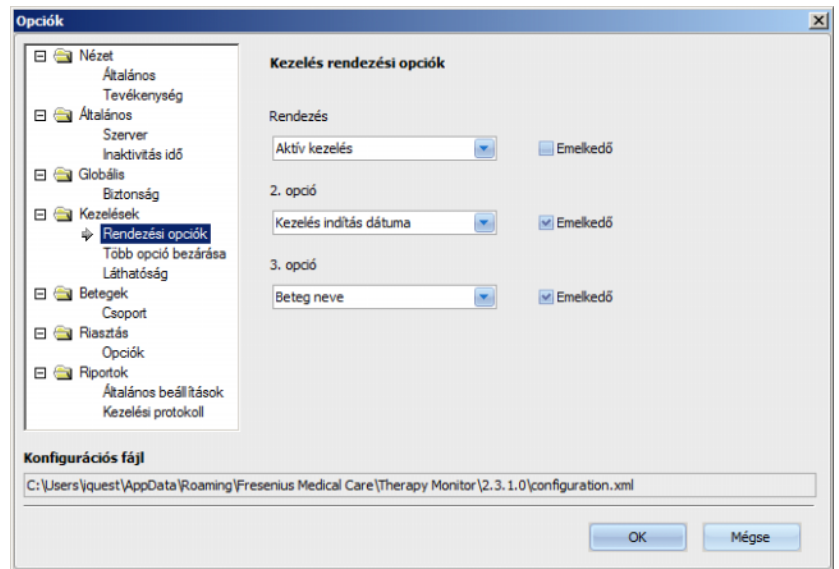 Opciók
Nézet
Általános
Tevékenység
Általános
Szerver
Inaktivitás idő
Globális
Biztonság
Kezelések
Rendezési opciók
Több opció bezárása
Láthatóság
Betegek
Csoport
Riasztás
Opciók
Riportok
Általános beállítások
Kezelési protokoll
Kezelés rendezési opciók
Rendezés
Aktív kezelés
Emelkedő
2. opció
Kezelés indítás dátuma
Emelkedő
3. opció
Beteg neve
Emelkedő
Konfigurációs fájl
C:\Users\jquest\AppData\Roaming\Fresenius Medical Care\Therapy Monitor\2.3.1.0\configuration.xml
OK
Mégse